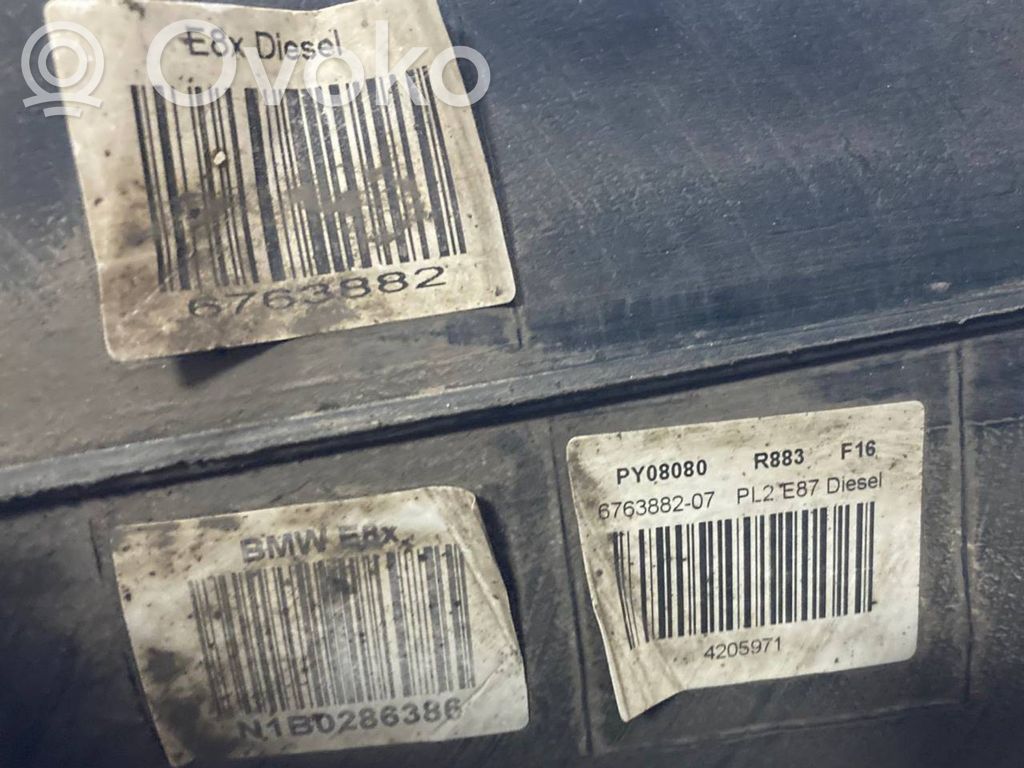 E8x Diesel
Ovoko
6763882
PY08080 R883 F16
6763882-07 PL2 E87 Diesel
4205971
BMW E8x
N1B0286386